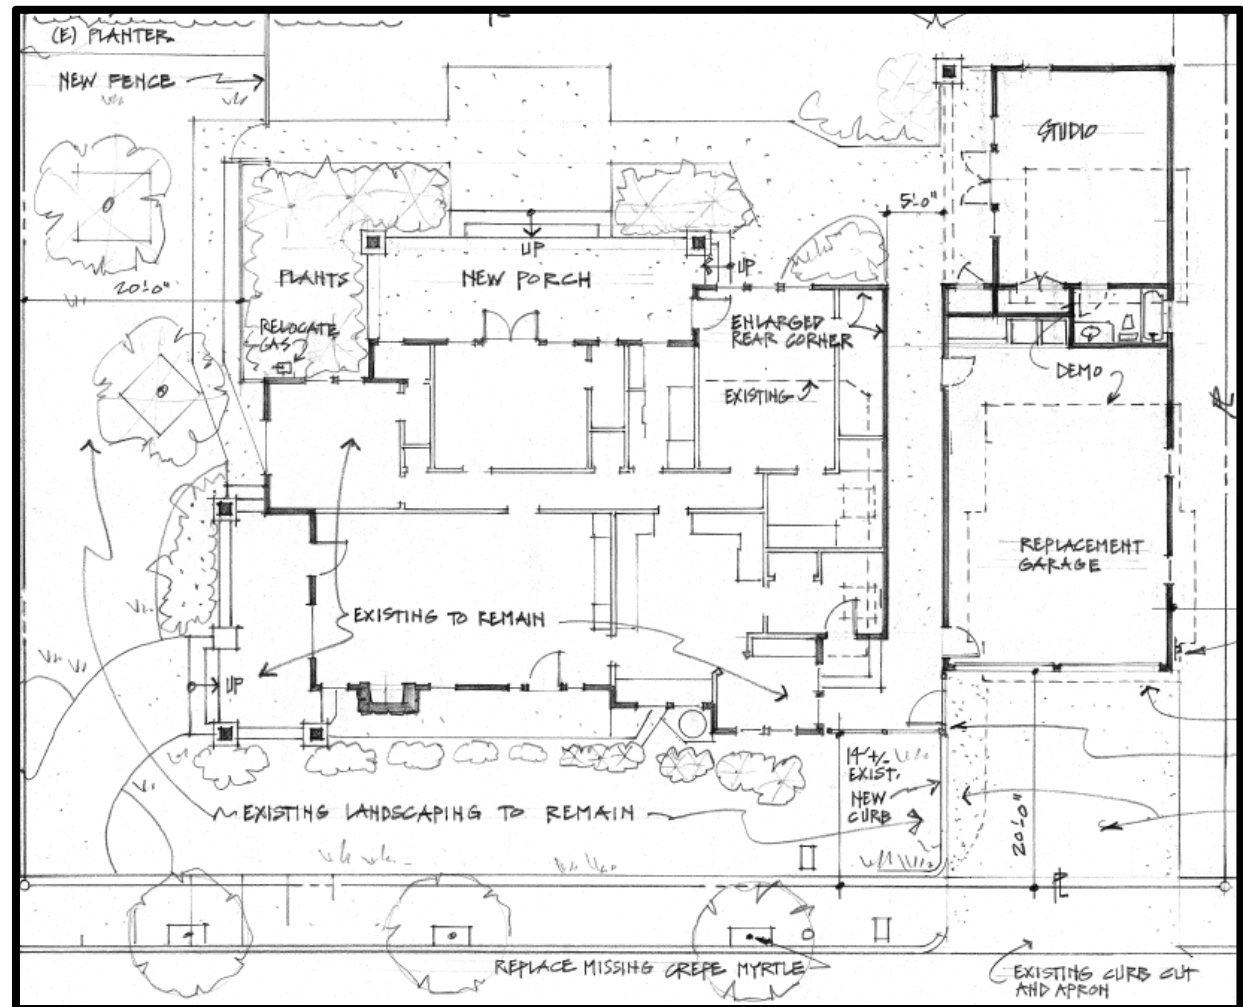 (E) PLANTER
NEW FENCE
STUDIO
5'-0"
UP
UP
PLANTS
NEW PORCH
20'-0"
RELOCATE
GAS
ENLARGED
REAR CORNER
EXISTING
DEMO
REPLACEMENT
GARAGE
EXISTING TO REMAIN
UP
14'+/-
EXIST.
NEW
CURB
20'-0"
EXISTING LANDSCAPING TO REMAIN
REPLACE MISSING CREPE MYRTLE
EXISTING CURB CUT
AND APRON